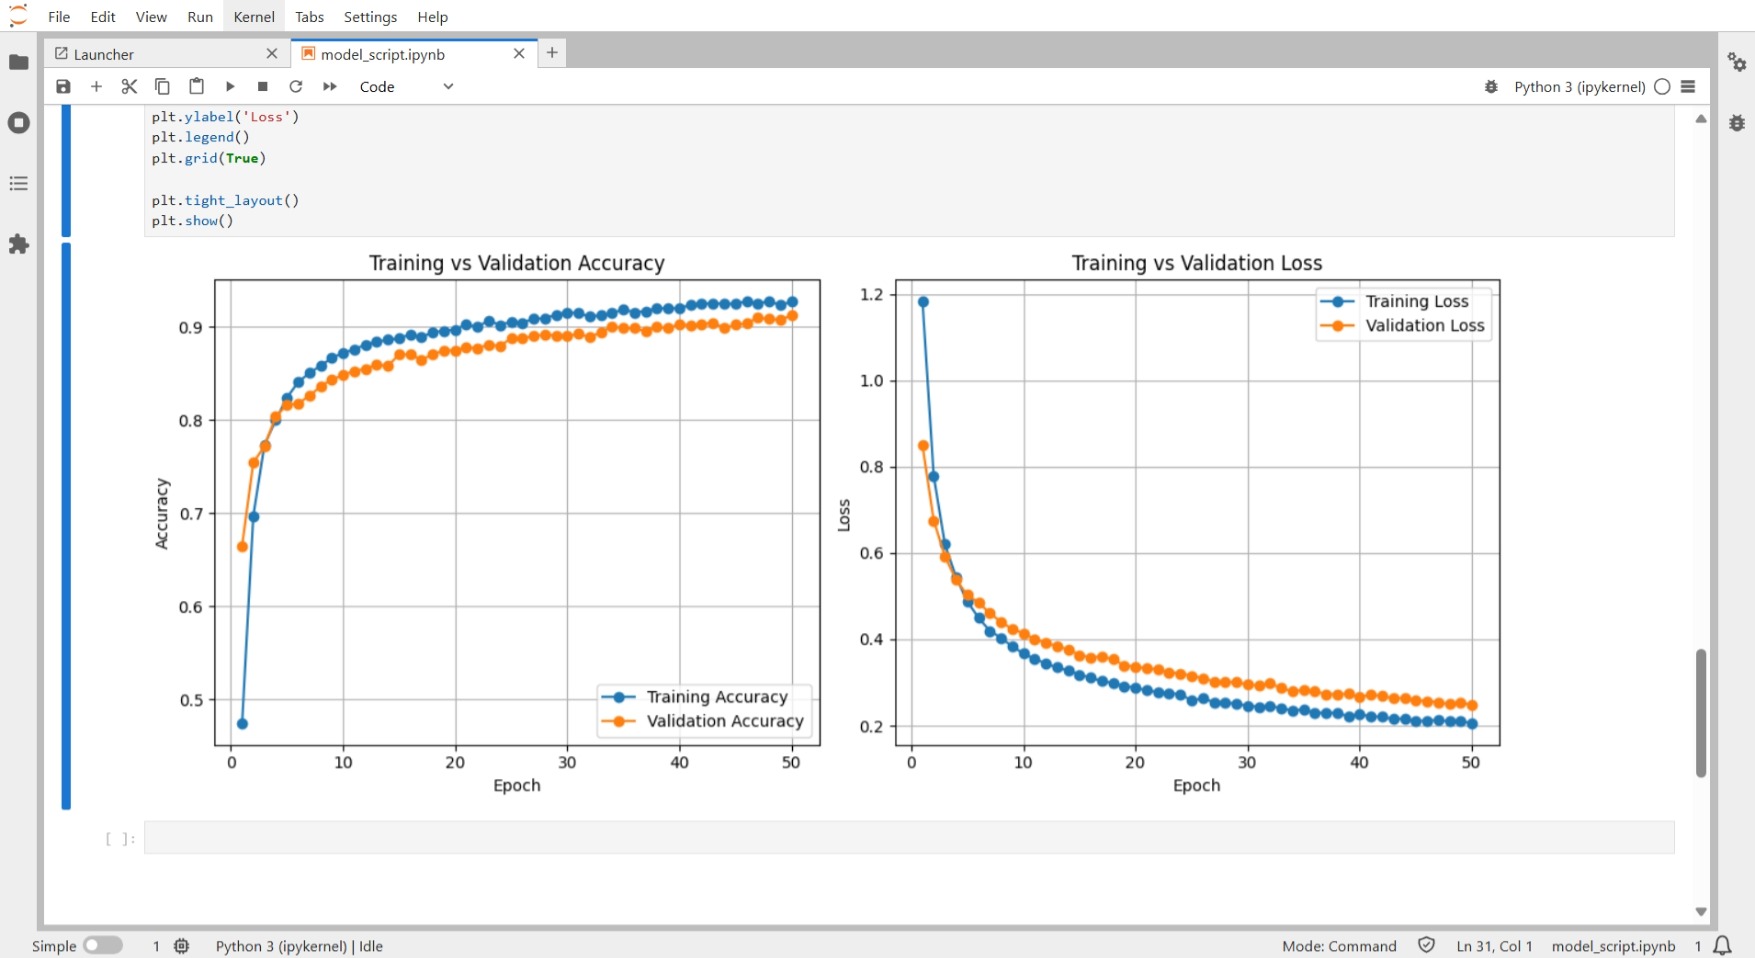 File Edit View Run Kernel Tabs Settings Help
Launcher
model_script.ipynb
Code
Python 3 (ipykernel)
plt.ylabel('Loss')
plt.legend()
plt.grid(True)
plt.tight_layout()
plt.show()
Training vs Validation Accuracy
0.9
0.8
0.7
0.6
0.5
Accuracy
Training Accuracy
Validation Accuracy
0 10 20 30 40 50
Epoch
Training vs Validation Loss
1.2
1.0
0.8
0.6
0.4
0.2
Loss
Training Loss
Validation Loss
0 10 20 30 40 50
Epoch
[ ]:
Simple 1 Python 3 (ipykernel) | Idle Mode: Command Ln 31, Col 1 model_script.ipynb 1